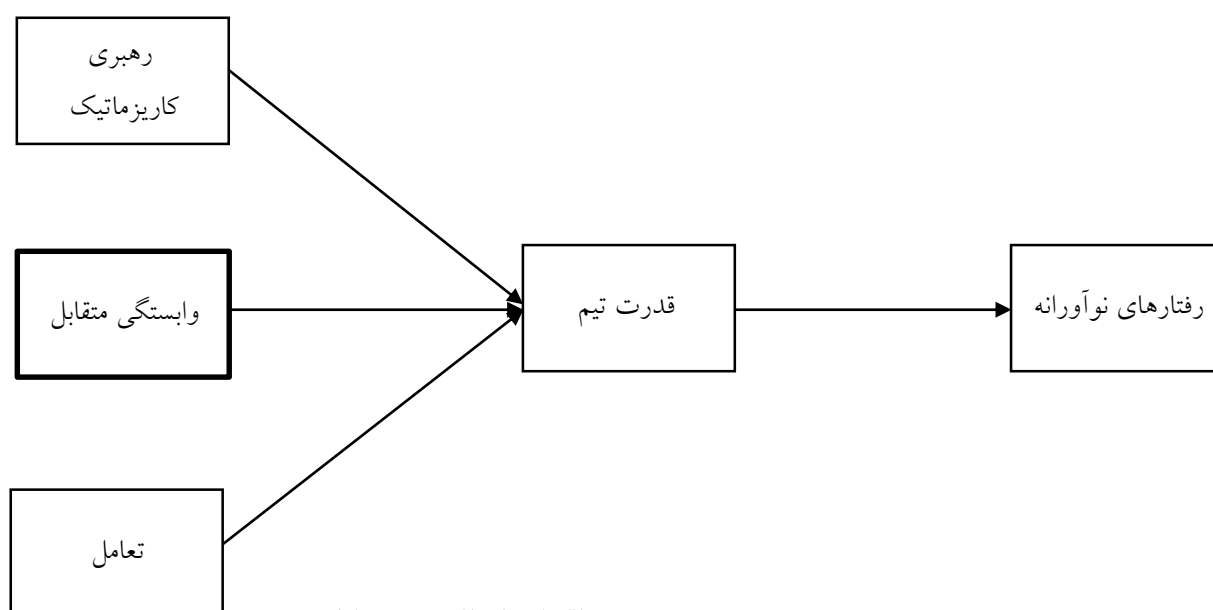 رهبری
کاریزماتیک
وابستگی متقابل
قدرت تیم
رفتارهای نوآورانه
تعامل